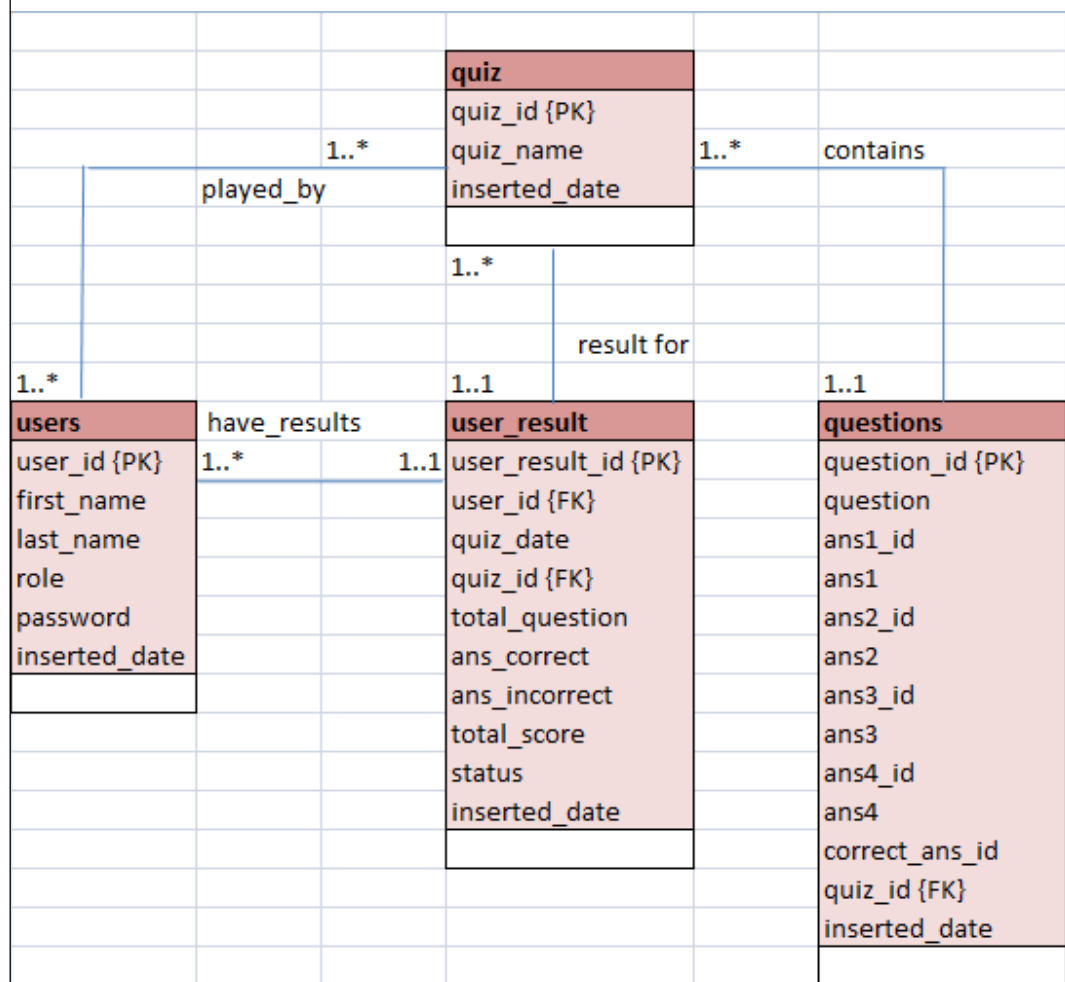 quiz
quiz_id {PK}
1..* quiz_name 1..* contains
played_by inserted_date
1..*
result for
1..* 1..1 1..1
users have_results user_result questions
user_id {PK} 1..* 1..1 user_result_id {PK} question_id {PK}
first_name user_id {FK} question
last_name quiz_date ans1_id
role quiz_id {FK} ans1
password total_question ans2_id
inserted_date ans_correct ans2
ans_incorrect ans3_id
total_score ans3
status ans4_id
inserted_date ans4
correct_ans_id
quiz_id {FK}
inserted_date